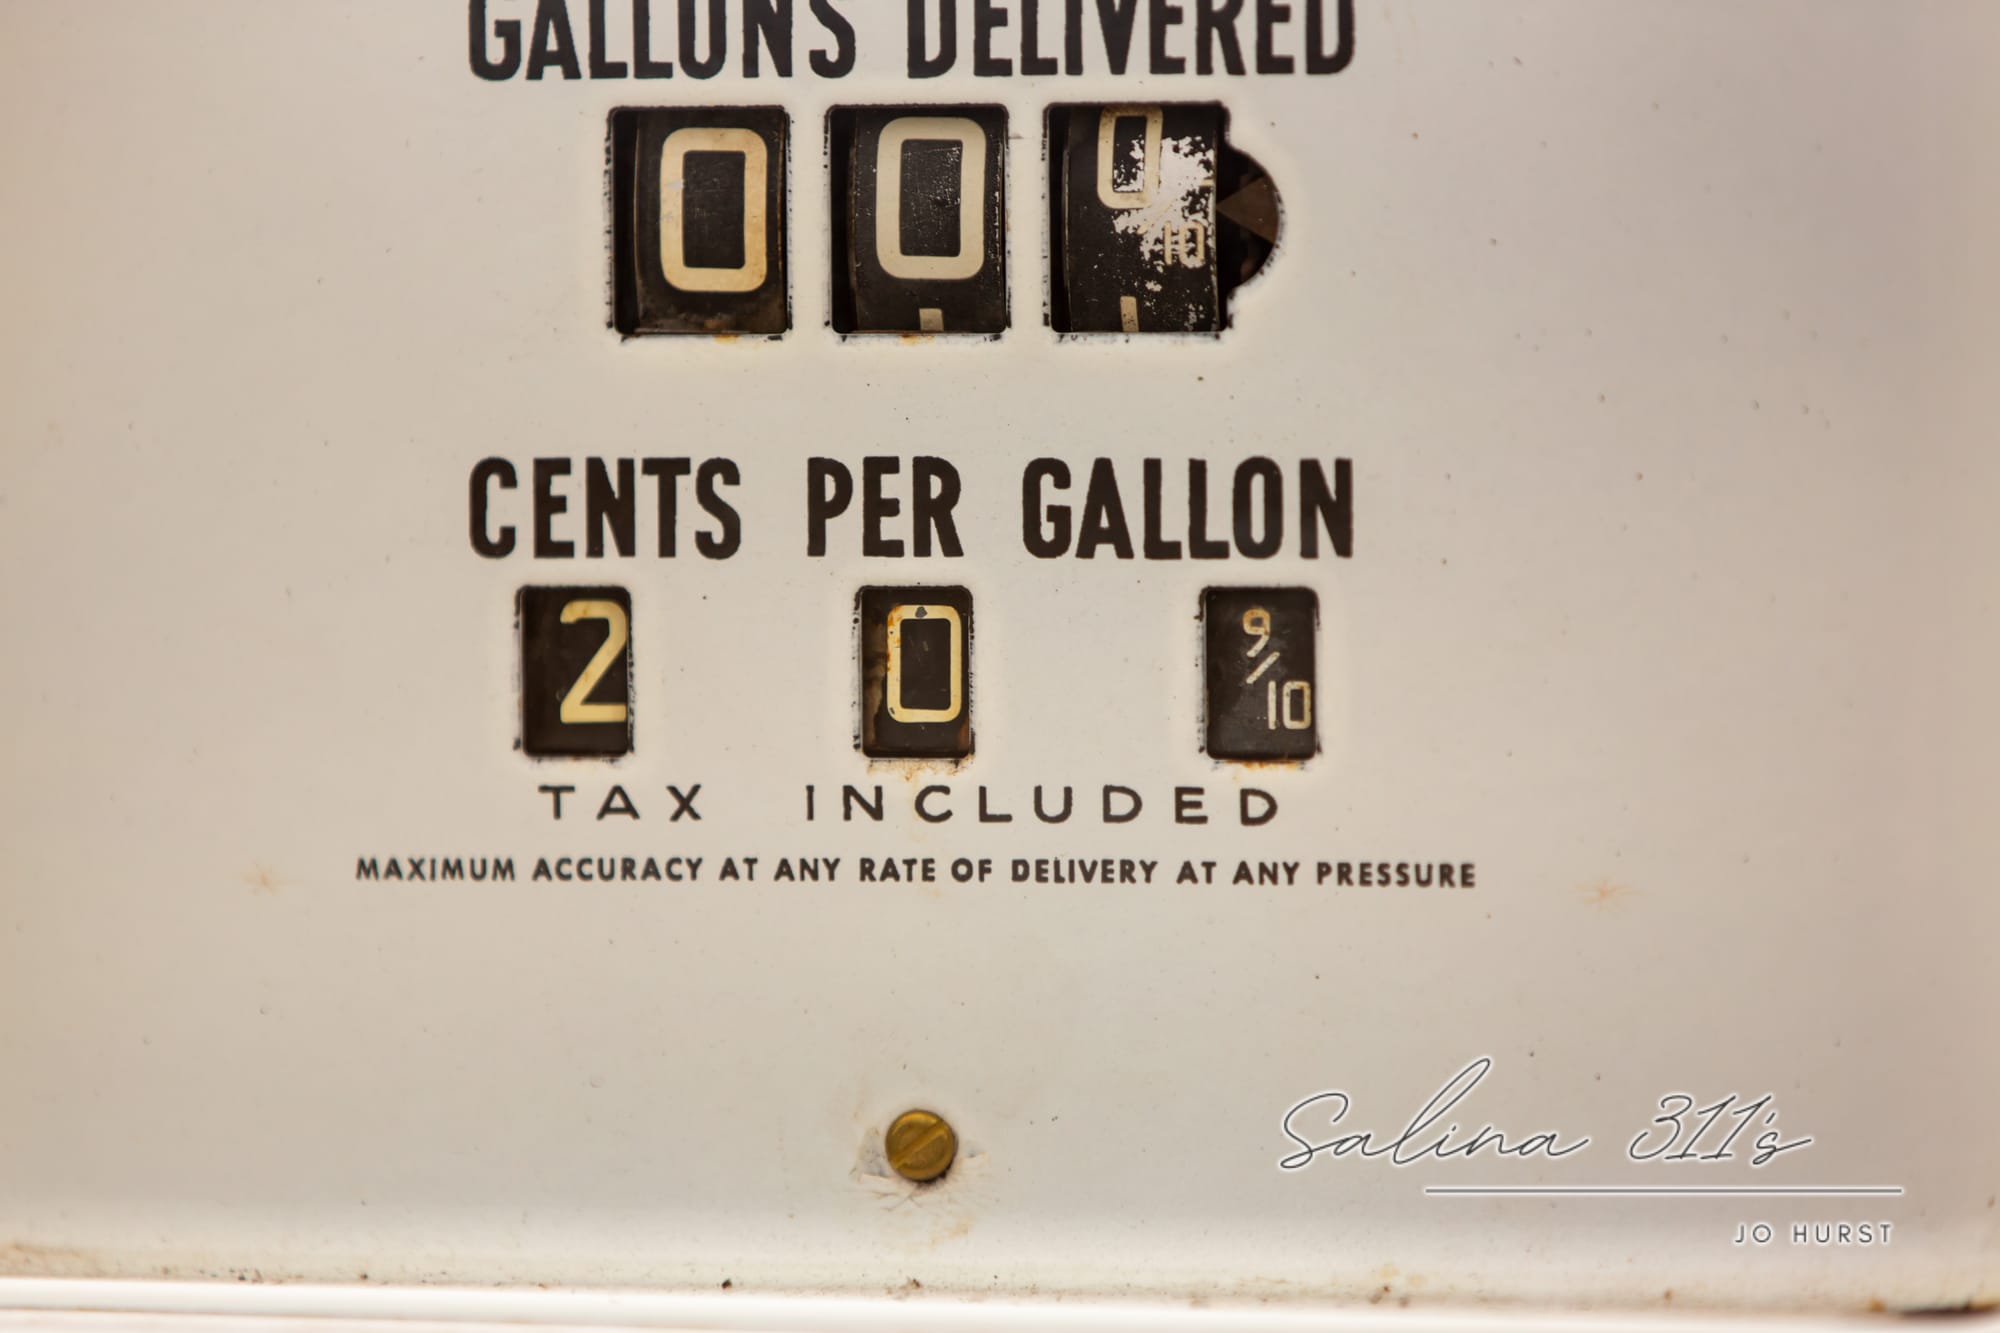 GALLONS DELIVERED
0 0 0/10
CENTS PER GALLON
2 0 9/10
TAX INCLUDED
MAXIMUM ACCURACY AT ANY RATE OF DELIVERY AT ANY PRESSURE
Salina 311's
JO HURST